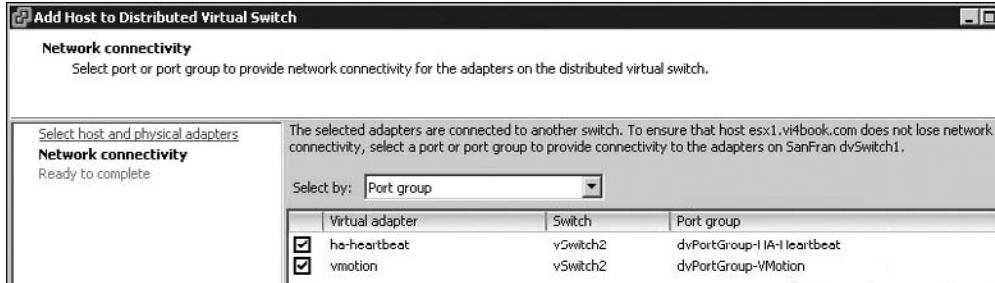 Add Host to Distributed Virtual Switch
Network connectivity
Select port or port group to provide network connectivity for the adapters on the distributed virtual switch.
Select host and physical adapters
Network connectivity
Ready to complete
The selected adapters are connected to another switch. To ensure that host esx1.vi4book.com does not lose network
connectivity, select a port or port group to provide connectivity to the adapters on SanFran dvSwitch1.
Select by: Port group
Virtual adapter Switch Port group
ha-heartbeat vSwitch2 dvPortGroup-HA-Heartbeat
vmotion vSwitch2 dvPortGroup-VMotion